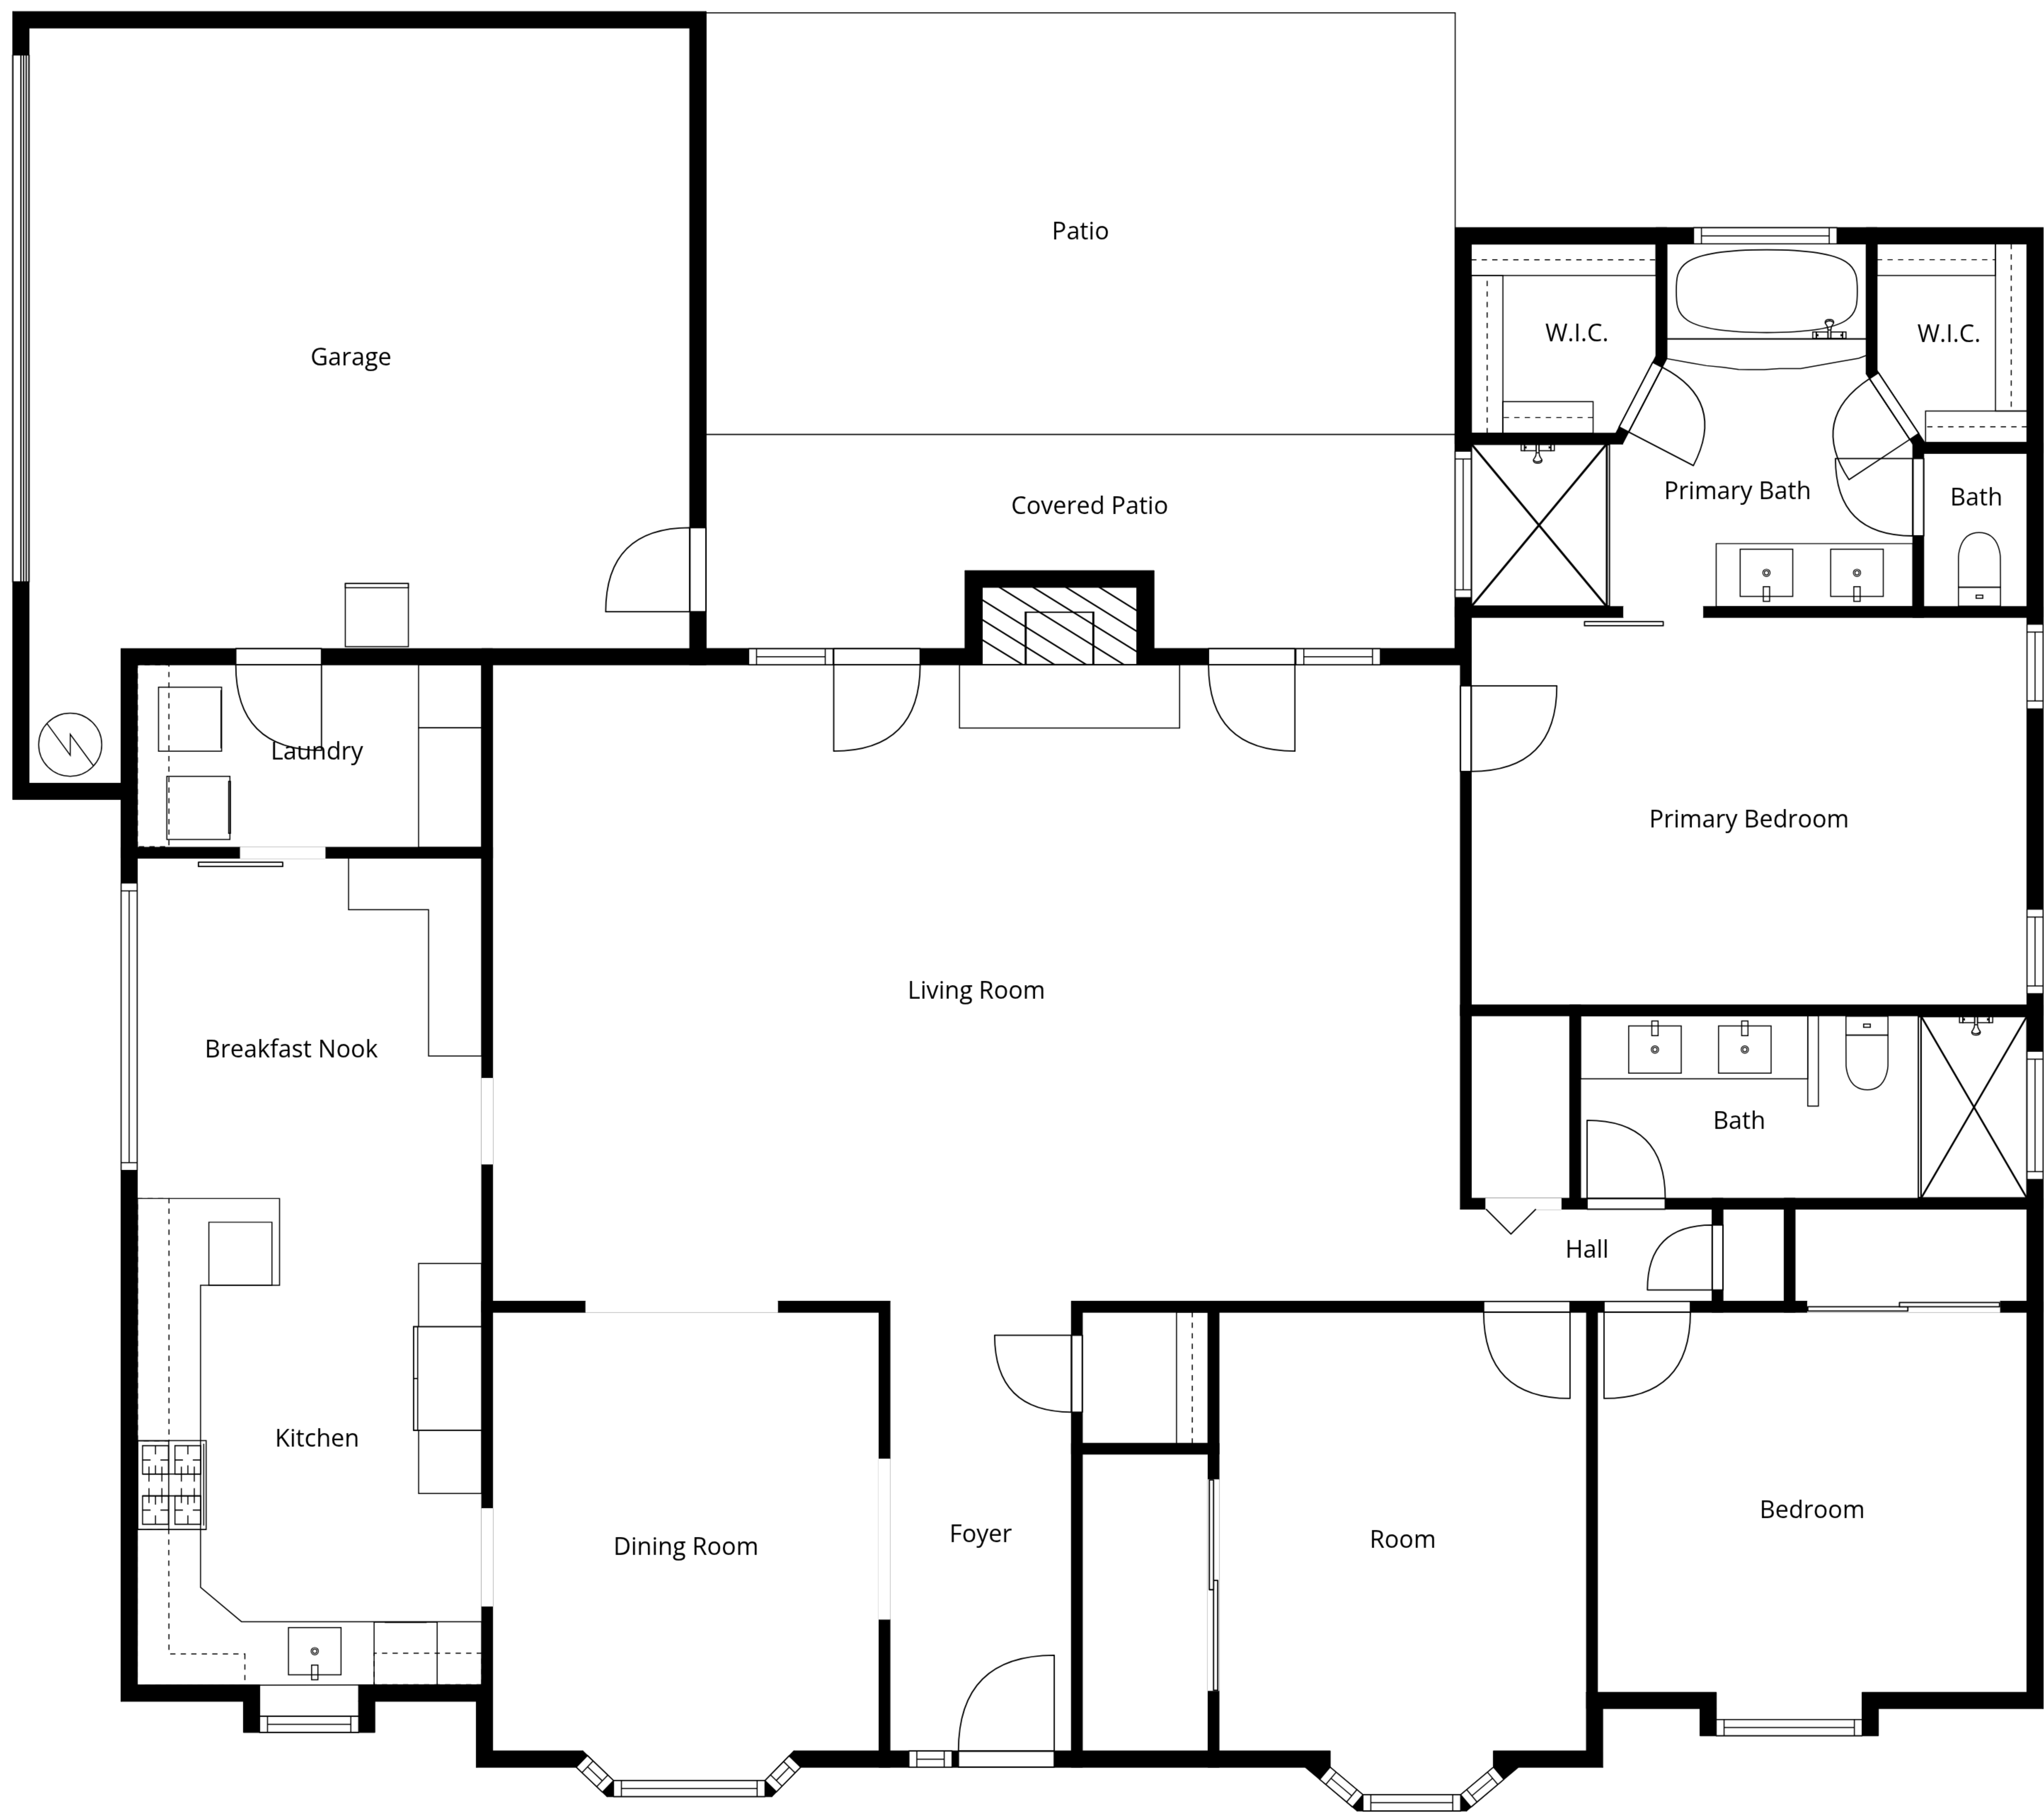 Patio
Garage
W.I.C.
W.I.C.
Primary Bath
Bath
Covered Patio
Laundry
Primary Bedroom
Living Room
Breakfast Nook
Bath
Hall
Kitchen
Bedroom
Foyer
Room
Dining Room